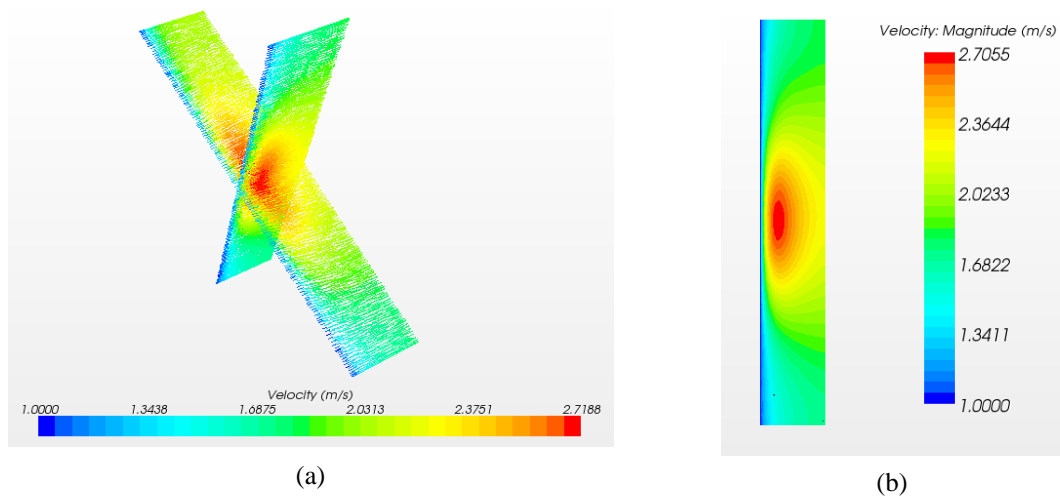 Velocity (m/s)
1.0000 1.3438 1.6875 2.0313 2.3751 2.7188
(a)
Velocity: Magnitude (m/s)
2.7055
2.3644
2.0233
1.6822
1.3411
1.0000
(b)